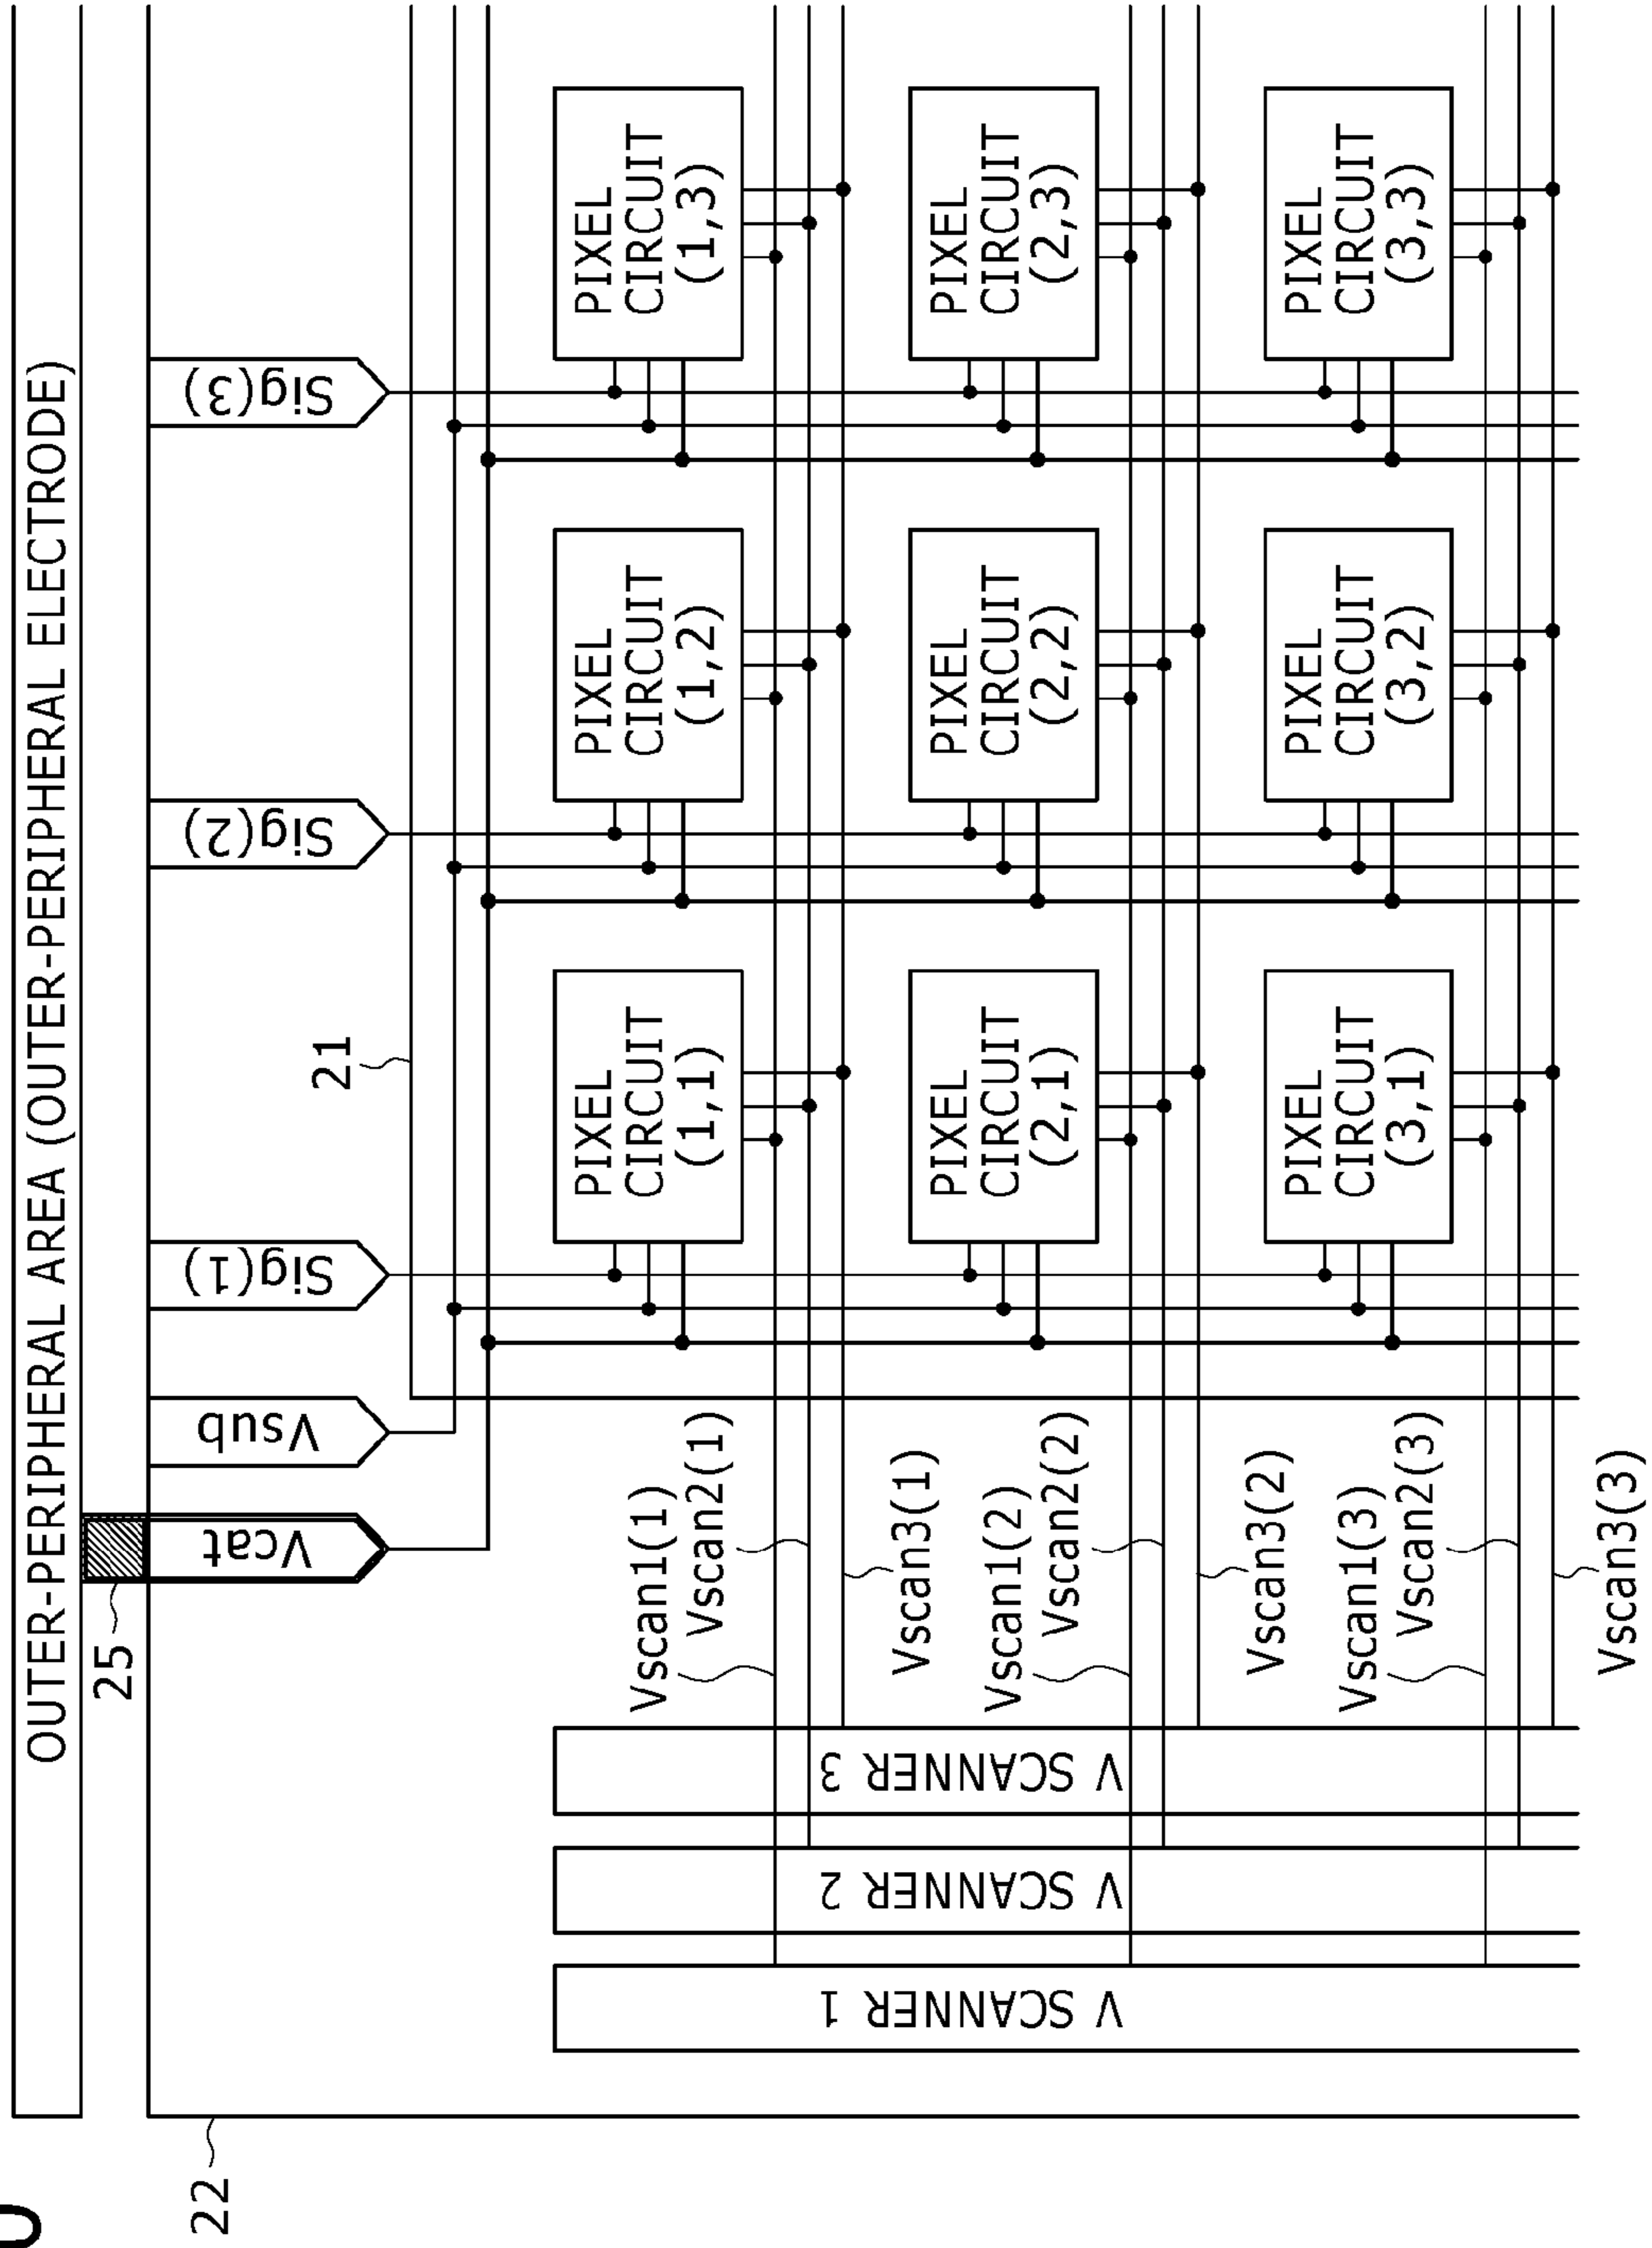 OUTER-PERIPHERAL AREA (OUTER-PERIPHERAL ELECTRODE)
25
22
21
Vcat
Vsub
Sig(1)
Sig(2)
Sig(3)
PIXEL
CIRCUIT
(1,1)
PIXEL
CIRCUIT
(1,2)
PIXEL
CIRCUIT
(1,3)
Vscan1(1)
Vscan2(1)
Vscan3(1)
PIXEL
CIRCUIT
(2,1)
PIXEL
CIRCUIT
(2,2)
PIXEL
CIRCUIT
(2,3)
Vscan1(2)
Vscan2(2)
Vscan3(2)
PIXEL
CIRCUIT
(3,1)
PIXEL
CIRCUIT
(3,2)
PIXEL
CIRCUIT
(3,3)
Vscan1(3)
Vscan2(3)
Vscan3(3)
V SCANNER 1
V SCANNER 2
V SCANNER 3